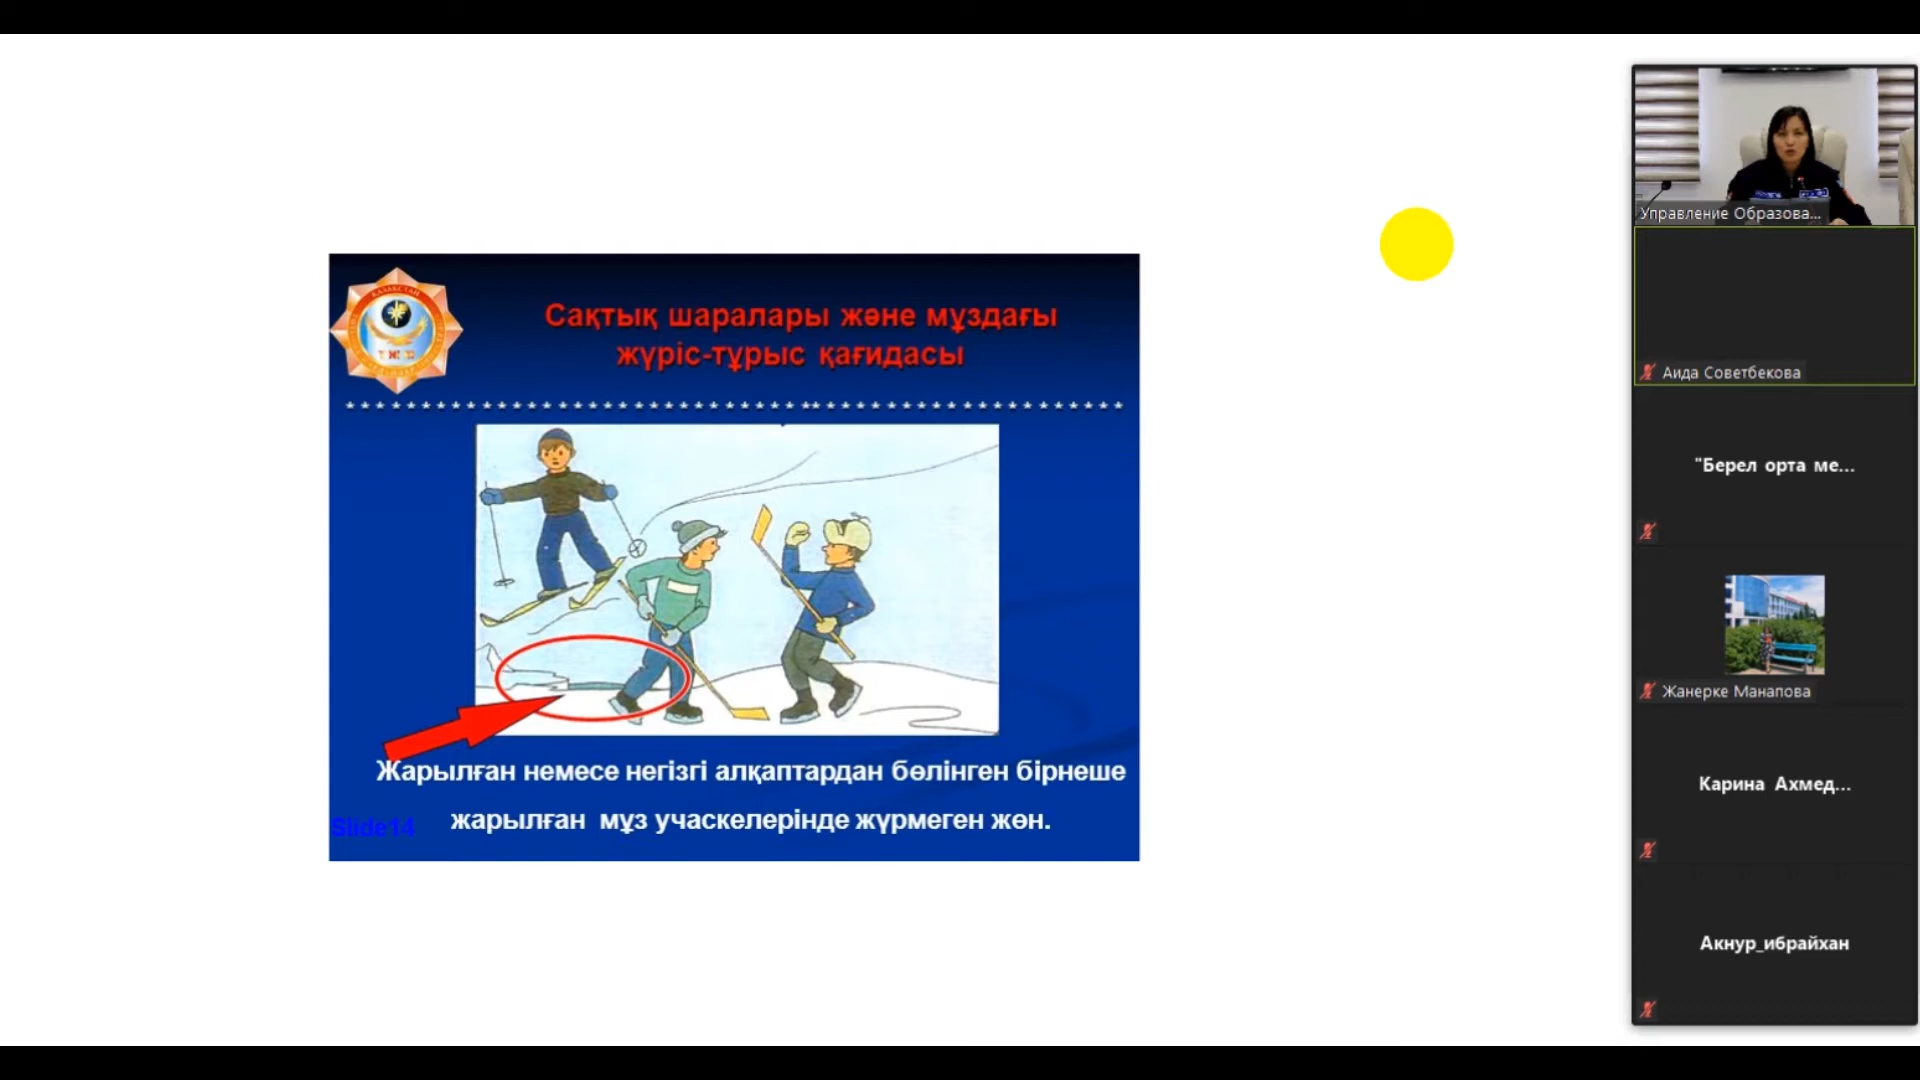 Сақтық шаралары және мұздағы
жүріс-тұрыс қағидасы
* * * * * * * * * * * * * * * * * * * * * * * * * * * * * * * * * * * * * * * * * * * * * * * * * * * *
Жарылған немесе негізгі алқаптардан бөлінген бірнеше
жарылған мұз учаскелерінде жүрмеген жөн.
Slide14
Управление Образова...
Аида Советбекова
"Берел орта ме...
Жанерке Манапова
Карина Ахмед...
Акнур_ибрайхан